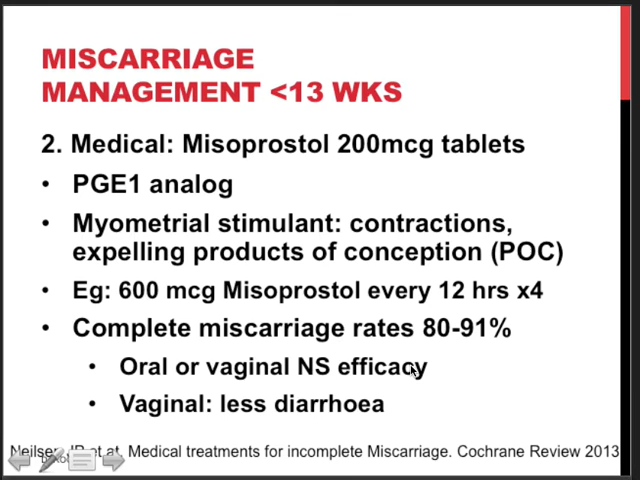 MISCARRIAGE
MANAGEMENT <13 WKS
2. Medical: Misoprostol 200mcg tablets
• PGE1 analog
• Myometrial stimulant: contractions,
expelling products of conception (POC)
• Eg: 600 mcg Misoprostol every 12 hrs x4
• Complete miscarriage rates 80-91%
• Oral or vaginal NS efficacy
• Vaginal: less diarrhoea
et at. Medical treatments for incomplete Miscarriage. Cochrane Review 2013